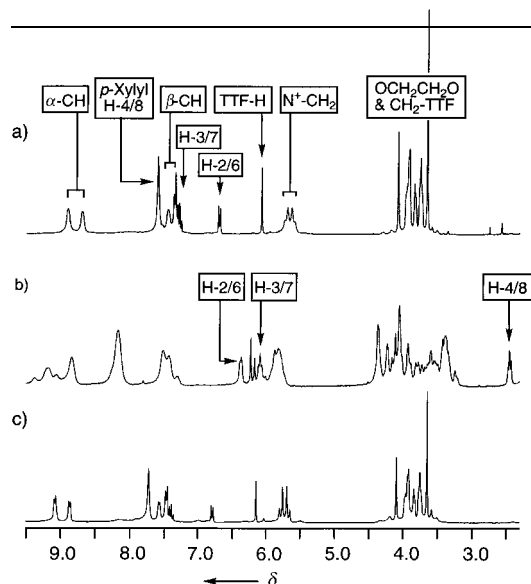 α-CH
p-Xylyl
H-4/8
β-CH
H-3/7
TTF-H
H-2/6
N⁺-CH₂
OCH₂CH₂O
& CH₂-TTF
a)
b)
H-2/6
H-3/7
H-4/8
c)
9.0 8.0 7.0 6.0 5.0 4.0 3.0
δ